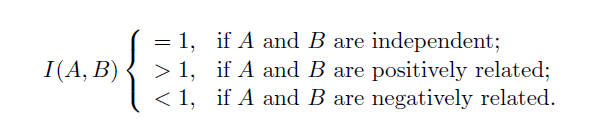 = 1, if A and B are independent;
I(A, B) { > 1, if A and B are positively related;
< 1, if A and B are negatively related.